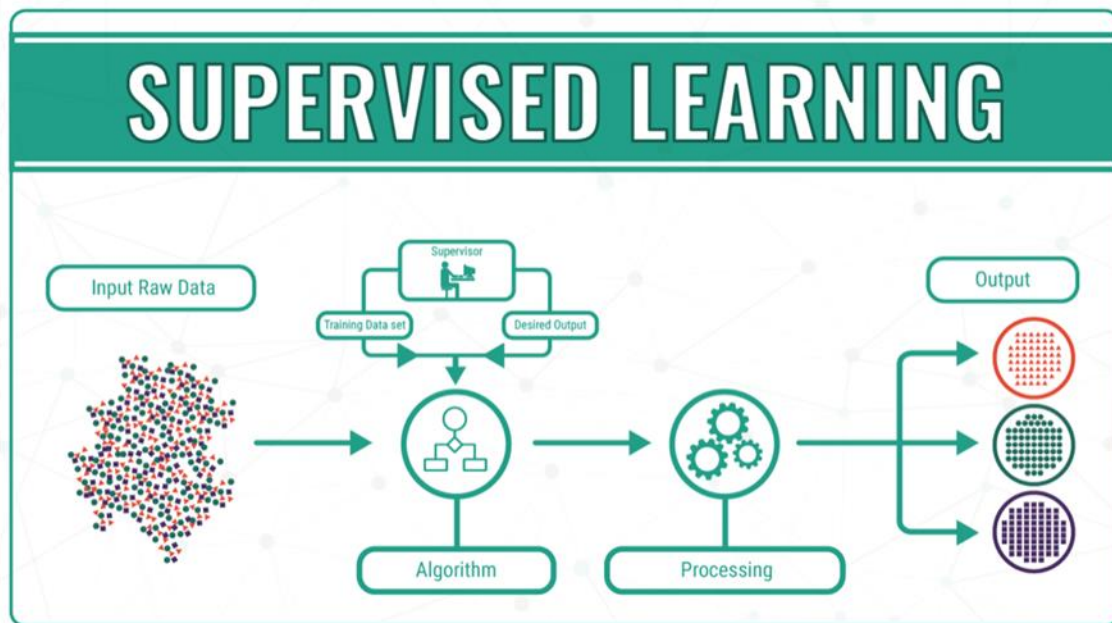 SUPERVISED LEARNING
Input Raw Data
Supervisor
Training Data set
Desired Output
Algorithm
Processing
Output